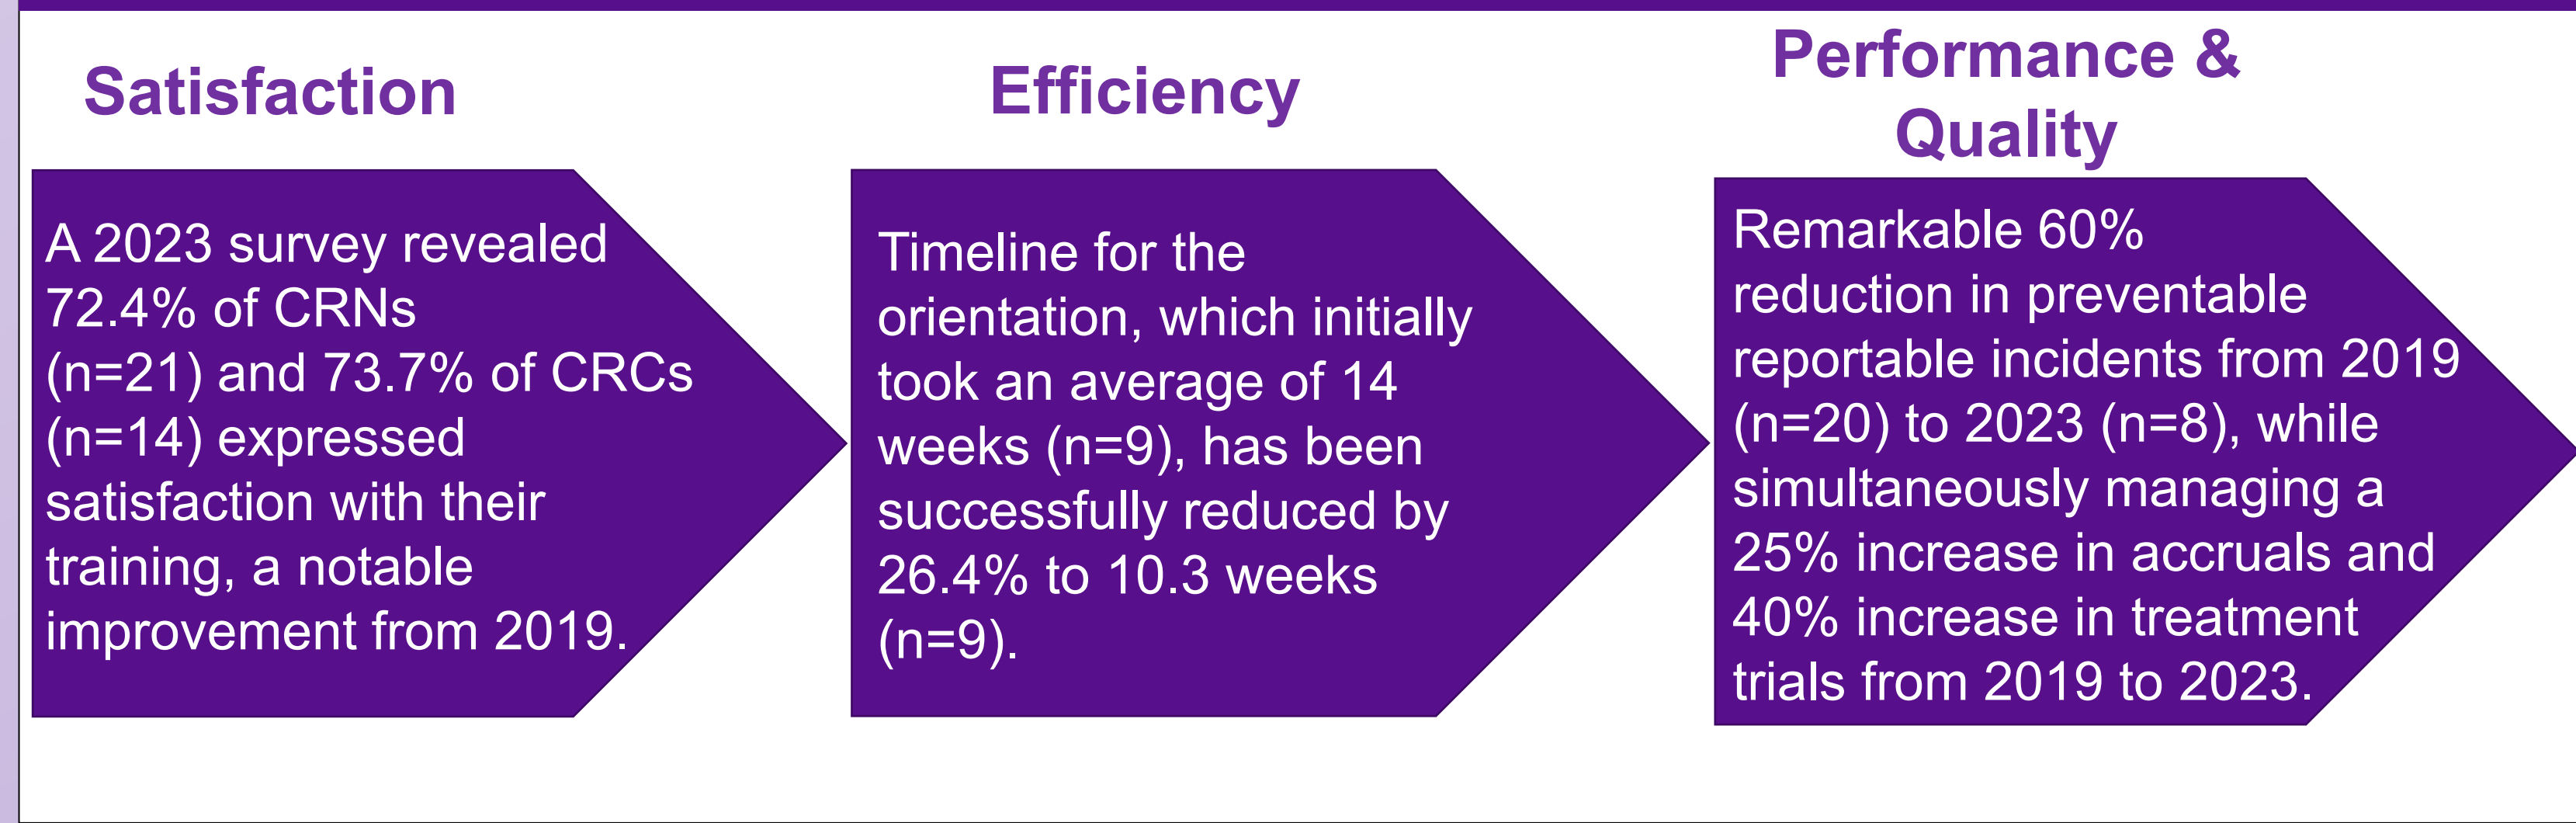 Satisfaction
A 2023 survey revealed
72.4% of CRNs
(n=21) and 73.7% of CRCs
(n=14) expressed
satisfaction with their
training, a notable
improvement from 2019.
Efficiency
Timeline for the
orientation, which initially
took an average of 14
weeks (n=9), has been
successfully reduced by
26.4% to 10.3 weeks
(n=9).
Performance &
Quality
Remarkable 60%
reduction in preventable
reportable incidents from 2019
(n=20) to 2023 (n=8), while
simultaneously managing a
25% increase in accruals and
40% increase in treatment
trials from 2019 to 2023.